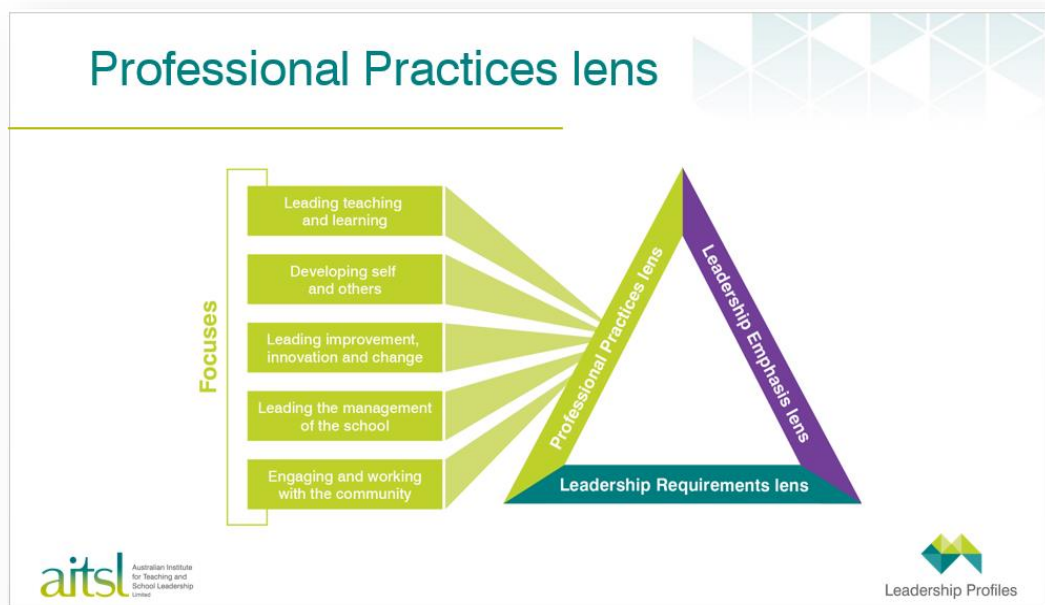 Professional Practices lens
Focuses
Leading teaching
and learning
Developing self
and others
Leading improvement,
innovation and change
Leading the management
of the school
Engaging and working
with the community
Professional Practices lens
Leadership Emphasis lens
Leadership Requirements lens
aitsl
Australian Institute
for Teaching and
School Leadership
Limited
Leadership Profiles